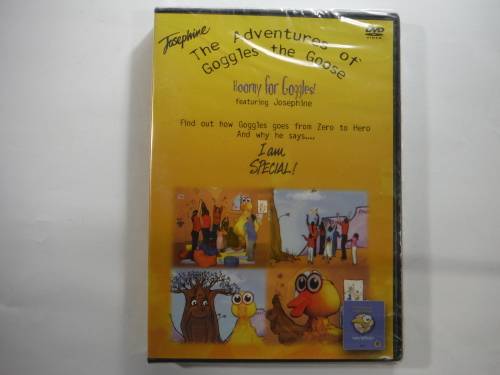 Josephine
DVD
VIDEO
The Adventures of
Goggles the Goose
Hooray for Goggles!
featuring Josephine
Find out how Goggles goes from Zero to Hero
And why he says....
I am
SPECIAL!